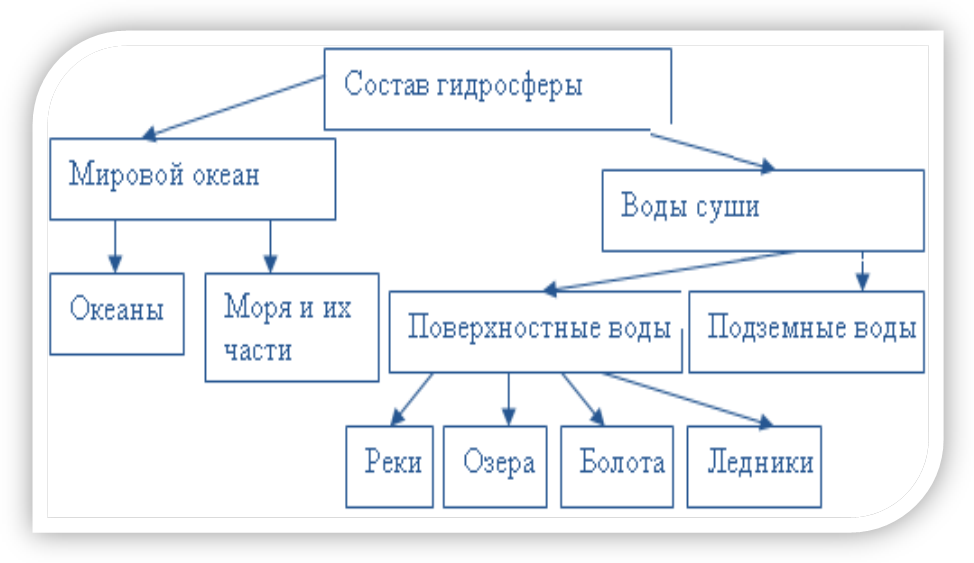 Состав гидросферы
Мировой океан
Воды суши
Океаны
Моря и их
части
Поверхностные воды
Подземные воды
Реки
Озера
Болота
Ледники